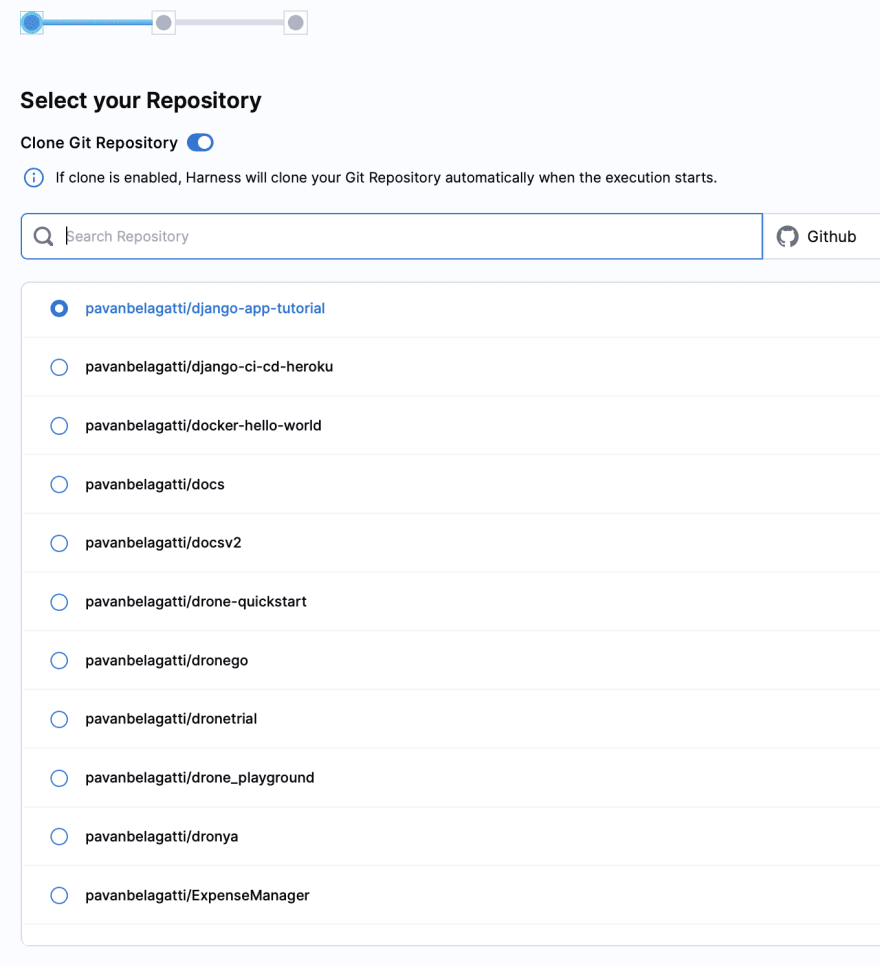 Select your Repository
Clone Git Repository
If clone is enabled, Harness will clone your Git Repository automatically when the execution starts.
Search Repository Github
pavanbelagatti/django-app-tutorial
pavanbelagatti/django-ci-cd-heroku
pavanbelagatti/docker-hello-world
pavanbelagatti/docs
pavanbelagatti/docsv2
pavanbelagatti/drone-quickstart
pavanbelagatti/dronego
pavanbelagatti/dronetrial
pavanbelagatti/drone_playground
pavanbelagatti/dronya
pavanbelagatti/ExpenseManager